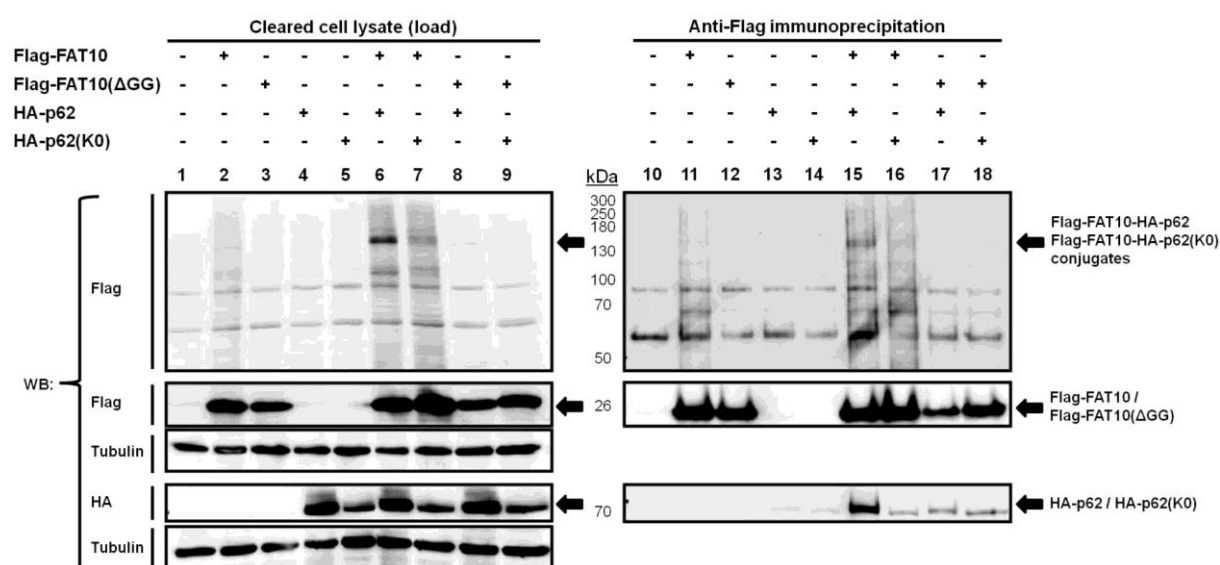 Cleared cell lysate (load) Anti-Flag immunoprecipitation
Flag-FAT10 - + - - - + + - - - + - - - + + - -
Flag-FAT10(ΔGG) - - + - - - - + + - - + - - - - + +
HA-p62 - - - + - + - + - - - - + - + - + -
HA-p62(K0) - - - - + - + - + - - - - + - + - +
1 2 3 4 5 6 7 8 9 kDa 10 11 12 13 14 15 16 17 18
300
250
180
130
100
70
50
Flag
Flag-FAT10-HA-p62
Flag-FAT10-HA-p62(K0)
conjugates
WB:
Flag 26 Flag-FAT10 /
Flag-FAT10(ΔGG)
Tubulin
HA 70 HA-p62 / HA-p62(K0)
Tubulin